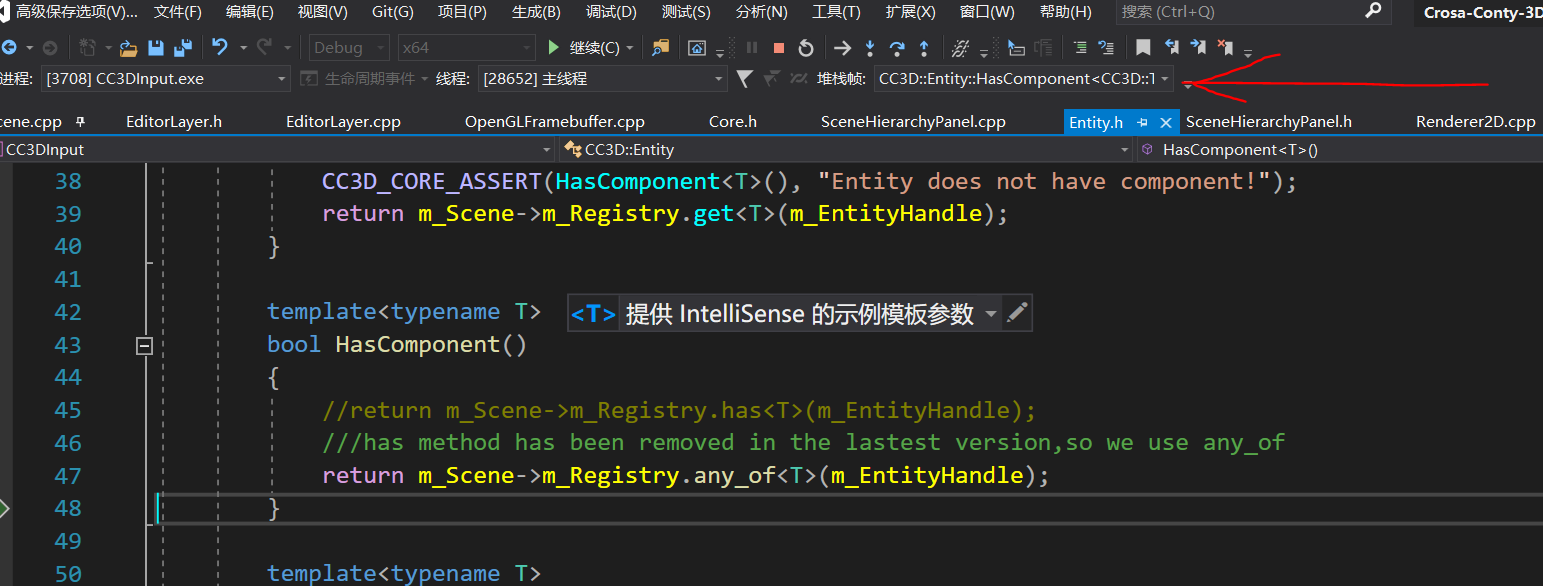 高级保存选项(V)... 文件(F) 编辑(E) 视图(V) Git(G) 项目(P) 生成(B) 调试(D) 测试(S) 分析(N) 工具(T) 扩展(X) 窗口(W) 帮助(H) 搜索 (Ctrl+Q) Crosa-Conty-3D
Debug x64 继续(C)
进程: [3708] CC3DInput.exe 生命周期事件 线程: [28652] 主线程 堆栈帧: CC3D::Entity::HasComponent<CC3D::T
cene.cpp EditorLayer.h EditorLayer.cpp OpenGLFramebuffer.cpp Core.h SceneHierarchyPanel.cpp Entity.h SceneHierarchyPanel.h Renderer2D.cpp
CC3DInput CC3D::Entity HasComponent<T>()
38 CC3D_CORE_ASSERT(HasComponent<T>(), "Entity does not have component!");
39 return m_Scene->m_Registry.get<T>(m_EntityHandle);
40 }
41
42 template<typename T> <T> 提供 IntelliSense 的示例模板参数
43 bool HasComponent()
44 {
45 //return m_Scene->m_Registry.has<T>(m_EntityHandle);
46 ///has method has been removed in the lastest version,so we use any_of
47 return m_Scene->m_Registry.any_of<T>(m_EntityHandle);
48 }
49
50 template<typename T>